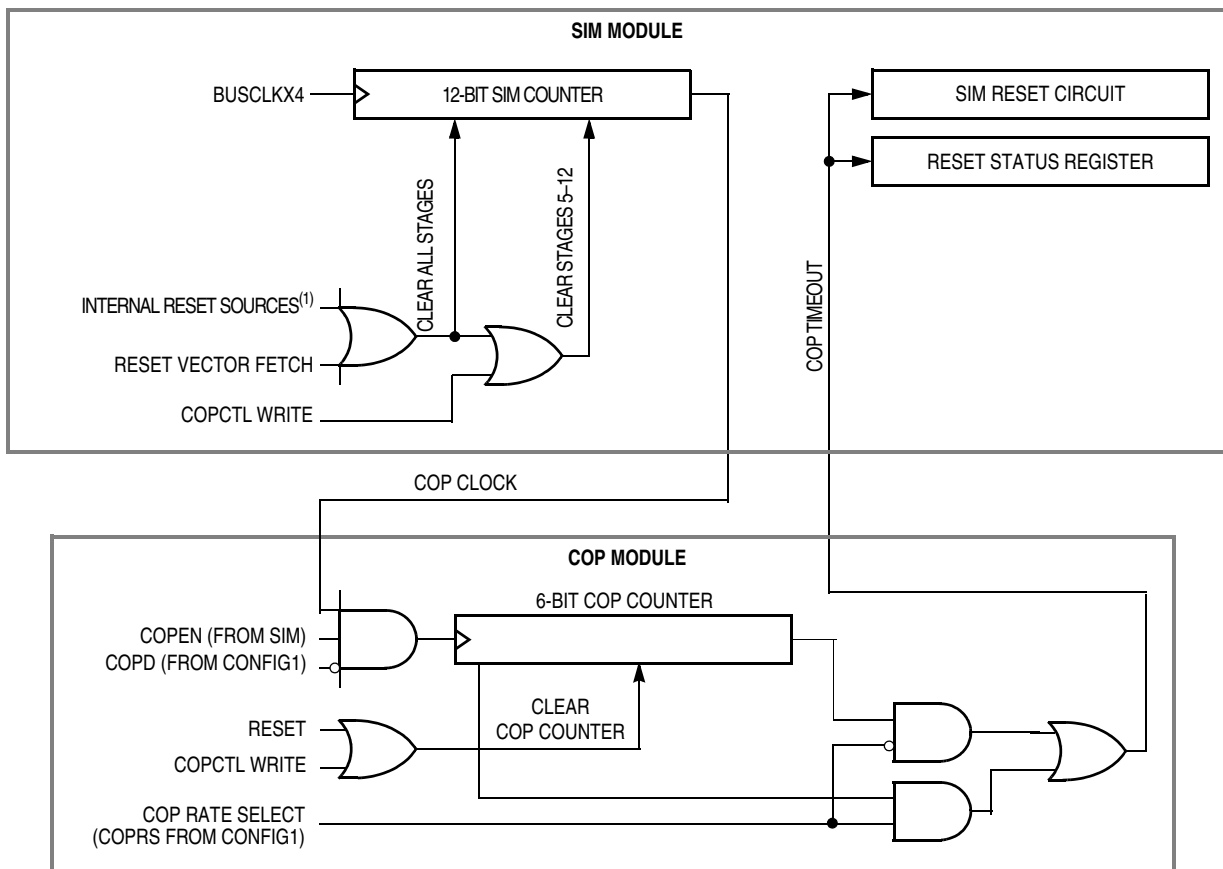 SIM MODULE
BUSCLKX4
12-BIT SIM COUNTER
SIM RESET CIRCUIT
RESET STATUS REGISTER
CLEAR ALL STAGES
CLEAR STAGES 5–12
COP TIMEOUT
INTERNAL RESET SOURCES(1)
RESET VECTOR FETCH
COPCTL WRITE
COP CLOCK
COP MODULE
6-BIT COP COUNTER
COPEN (FROM SIM)
COPD (FROM CONFIG1)
CLEAR
COP COUNTER
RESET
COPCTL WRITE
COP RATE SELECT
(COPRS FROM CONFIG1)